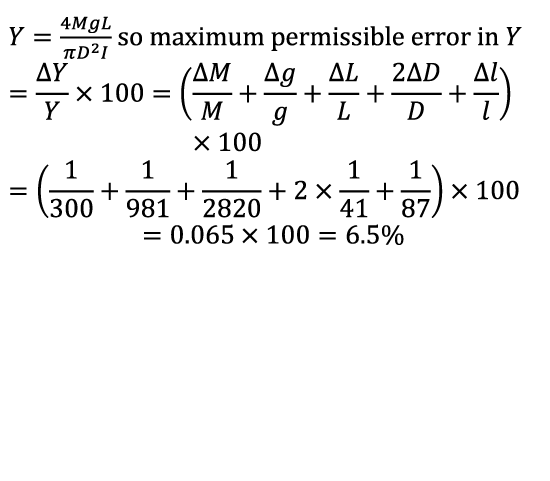 Y = 4MgL/πD²I so maximum permissible error in Y
= ΔY/Y × 100 = (ΔM/M + Δg/g + ΔL/L + 2ΔD/D + Δl/l)
× 100
= (1/300 + 1/981 + 1/2820 + 2 × 1/41 + 1/87) × 100
= 0.065 × 100 = 6.5%